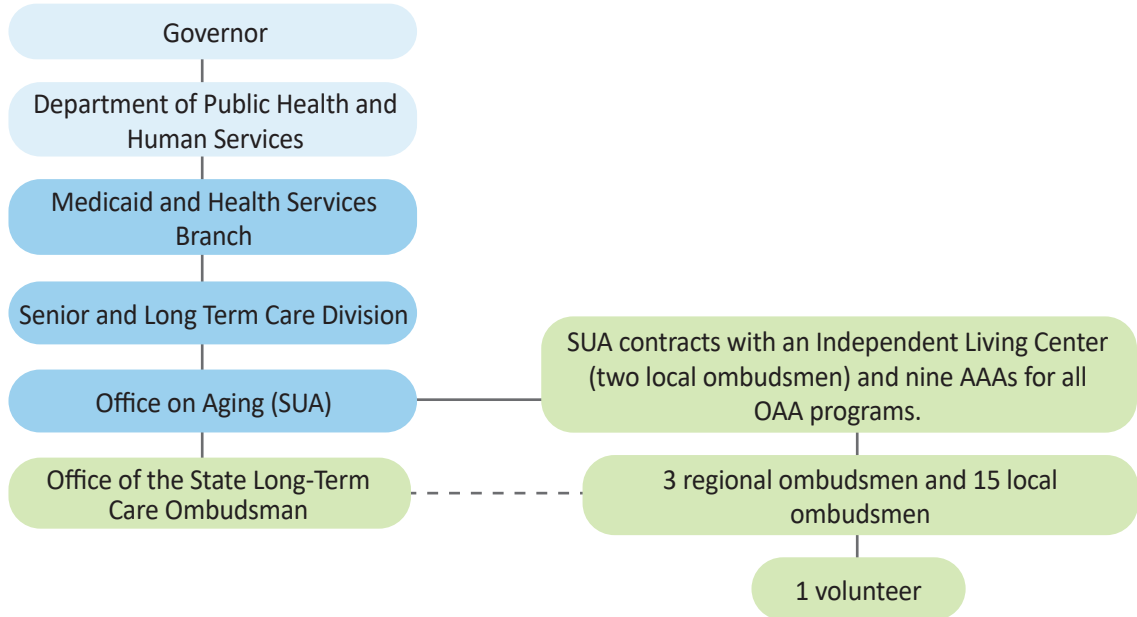 Governor
Department of Public Health and
Human Services
Medicaid and Health Services
Branch
Senior and Long Term Care Division
Office on Aging (SUA)
Office of the State Long-Term
Care Ombudsman
SUA contracts with an Independent Living Center
(two local ombudsmen) and nine AAAs for all
OAA programs.
3 regional ombudsmen and 15 local
ombudsmen
1 volunteer